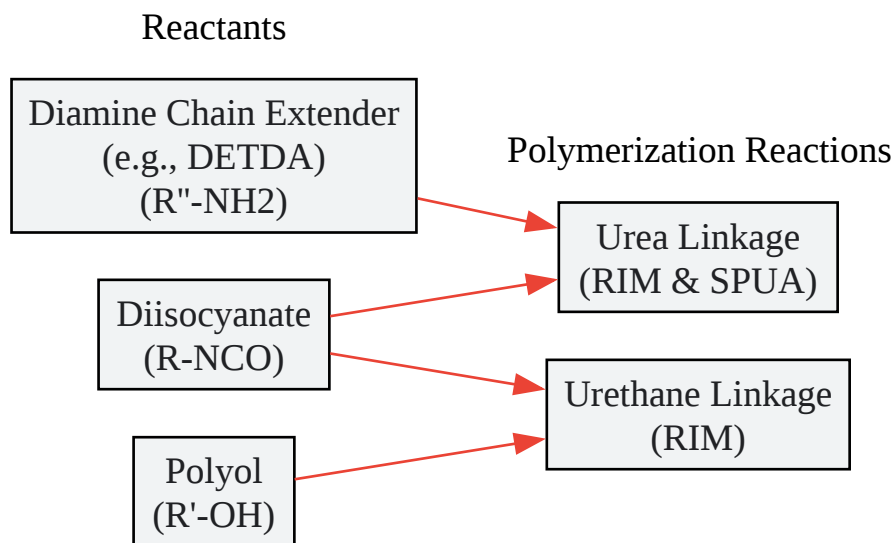 Reactants
Diamine Chain Extender
(e.g., DETDA)
(R"-NH2)
Diisocyanate
(R-NCO)
Polyol
(R'-OH)
Polymerization Reactions
Urea Linkage
(RIM & SPUA)
Urethane Linkage
(RIM)